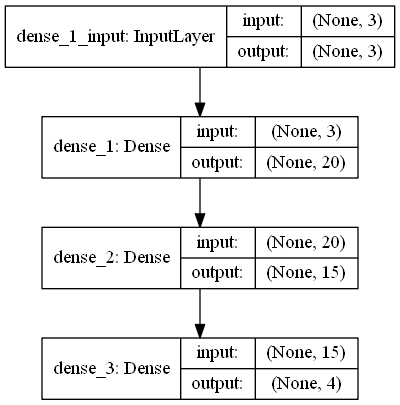 dense_1_input: InputLayer
input: (None, 3)
output: (None, 3)
dense_1: Dense
input: (None, 3)
output: (None, 20)
dense_2: Dense
input: (None, 20)
output: (None, 15)
dense_3: Dense
input: (None, 15)
output: (None, 4)